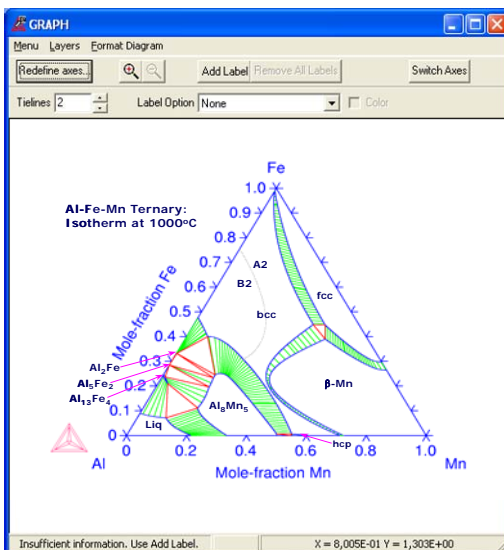 GRAPH
Menu Layers Format Diagram
Redefine axes... Add Label Remove All Labels Switch Axes
Tielines 2 Label Option None Color
Fe
Al-Fe-Mn Ternary:
Isotherm at 1000°C
1.0
0.9
0.8
0.7
0.6
0.5
0.4
0.3
0.2
0.1
0
Mole-fraction Fe
A2
B2
bcc
fcc
Al₂Fe
Al₅Fe₂
Al₁₃Fe₄
Al₈Mn₅
β-Mn
Liq
hcp
0 0.2 0.4 0.6 0.8 1.0
Al Mole-fraction Mn Mn
Insufficient information. Use Add Label. X = 8,005E-01 Y = 1,303E+00